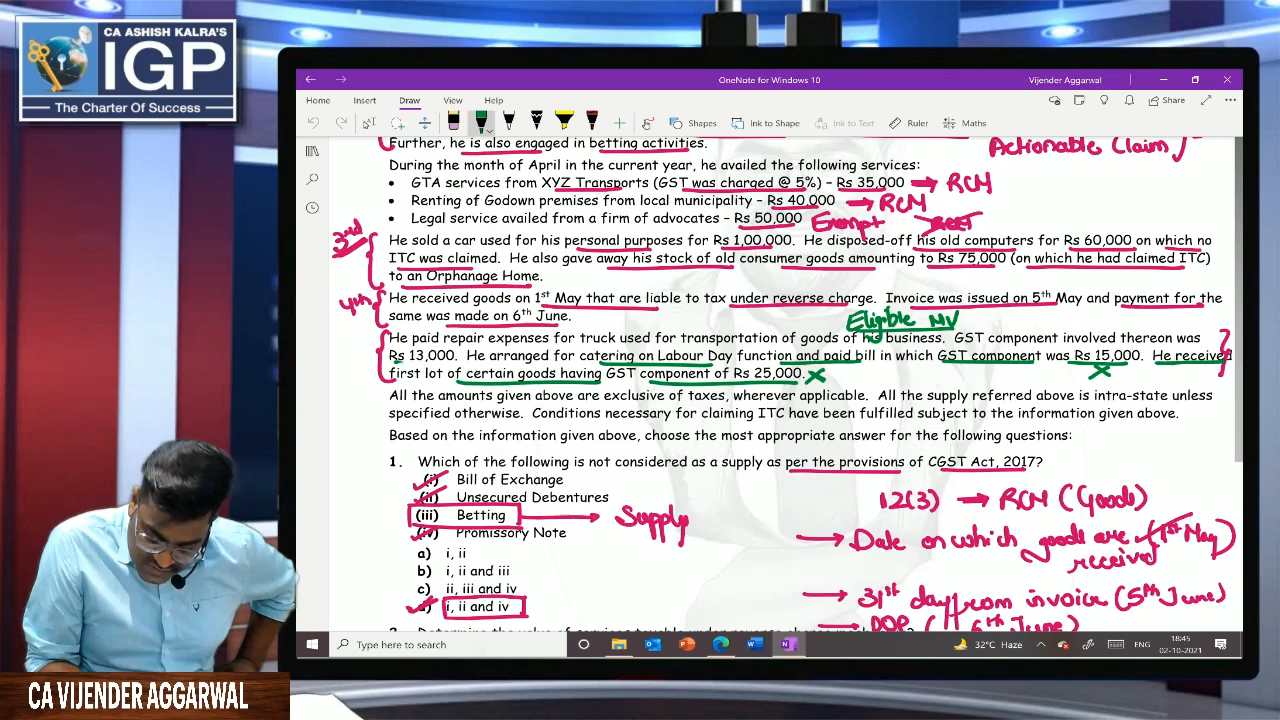 CA ASHISH KALRA'S
IGP
The Charter Of Success
OneNote for Windows 10
Vijender Aggarwal
Home Insert Draw View Help
Share
Shapes
Ink to Shape
Ink to Text
Ruler
Maths
Further, he is also engaged in betting activities.
Actionable Claim
During the month of April in the current year, he availed the following services:
• GTA services from XYZ Transports (GST was charged @ 5%) – Rs 35,000 → RCM
• Renting of Godown premises from local municipality – Rs 40,000 → RCM
• Legal service availed from a firm of advocates – Rs 50,000 Exempt
3rd
He sold a car used for his personal purposes for Rs 1,00,000. He disposed-off his old computers for Rs 60,000 on which no
ITC was claimed. He also gave away his stock of old consumer goods amounting to Rs 75,000 (on which he had claimed ITC)
to an Orphanage Home.
4th
He received goods on 1st May that are liable to tax under reverse charge. Invoice was issued on 5th May and payment for the
same was made on 6th June.
Eligible MV
He paid repair expenses for truck used for transportation of goods of his business. GST component involved thereon was
Rs 13,000. He arranged for catering on Labour Day function and paid bill in which GST component was Rs 15,000. He received
first lot of certain goods having GST component of Rs 25,000. X
X
All the amounts given above are exclusive of taxes, wherever applicable. All the supply referred above is intra-state unless
specified otherwise. Conditions necessary for claiming ITC have been fulfilled subject to the information given above.
Based on the information given above, choose the most appropriate answer for the following questions:
1. Which of the following is not considered as a supply as per the provisions of CGST Act, 2017?
(i) Bill of Exchange
(ii) Unsecured Debentures
(iii) Betting → Supply
(iv) Promissory Note
a) i, ii
b) i, ii and iii
c) ii, iii and iv
d) i, ii and iv
12(3) → RCM (Goods)
→ Date on which goods are received (1st May)
→ 31st day from invoice (5th June)
→ DOP ( 6th June)
Type here to search
32°C Haze
ENG
18:45
02-10-2021
CA VIJENDER AGGARWAL